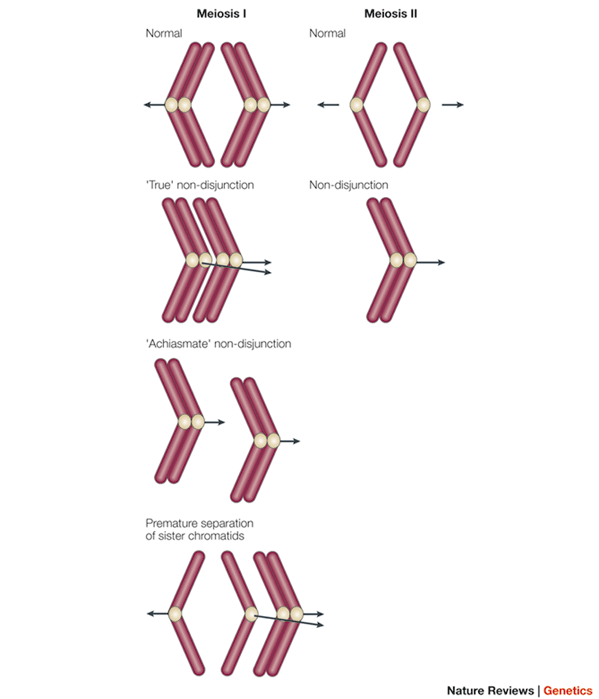 Meiosis I
Meiosis II
Normal
Normal
'True' non-disjunction
Non-disjunction
'Achiasmate' non-disjunction
Premature separation
of sister chromatids
Nature Reviews | Genetics